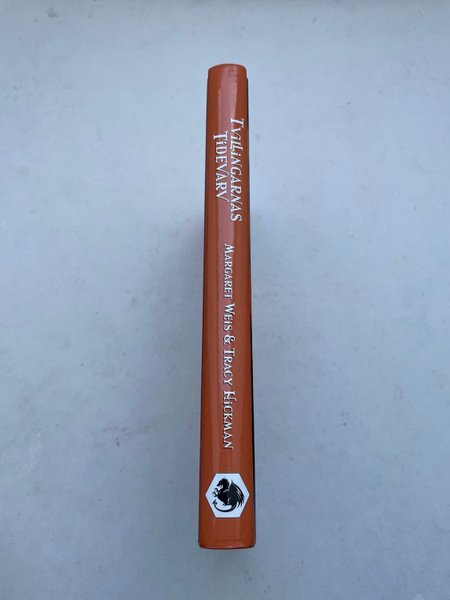 TVILLINGARNAS
TIDEVARV
MARGARET WEIS & TRACY HICKMAN